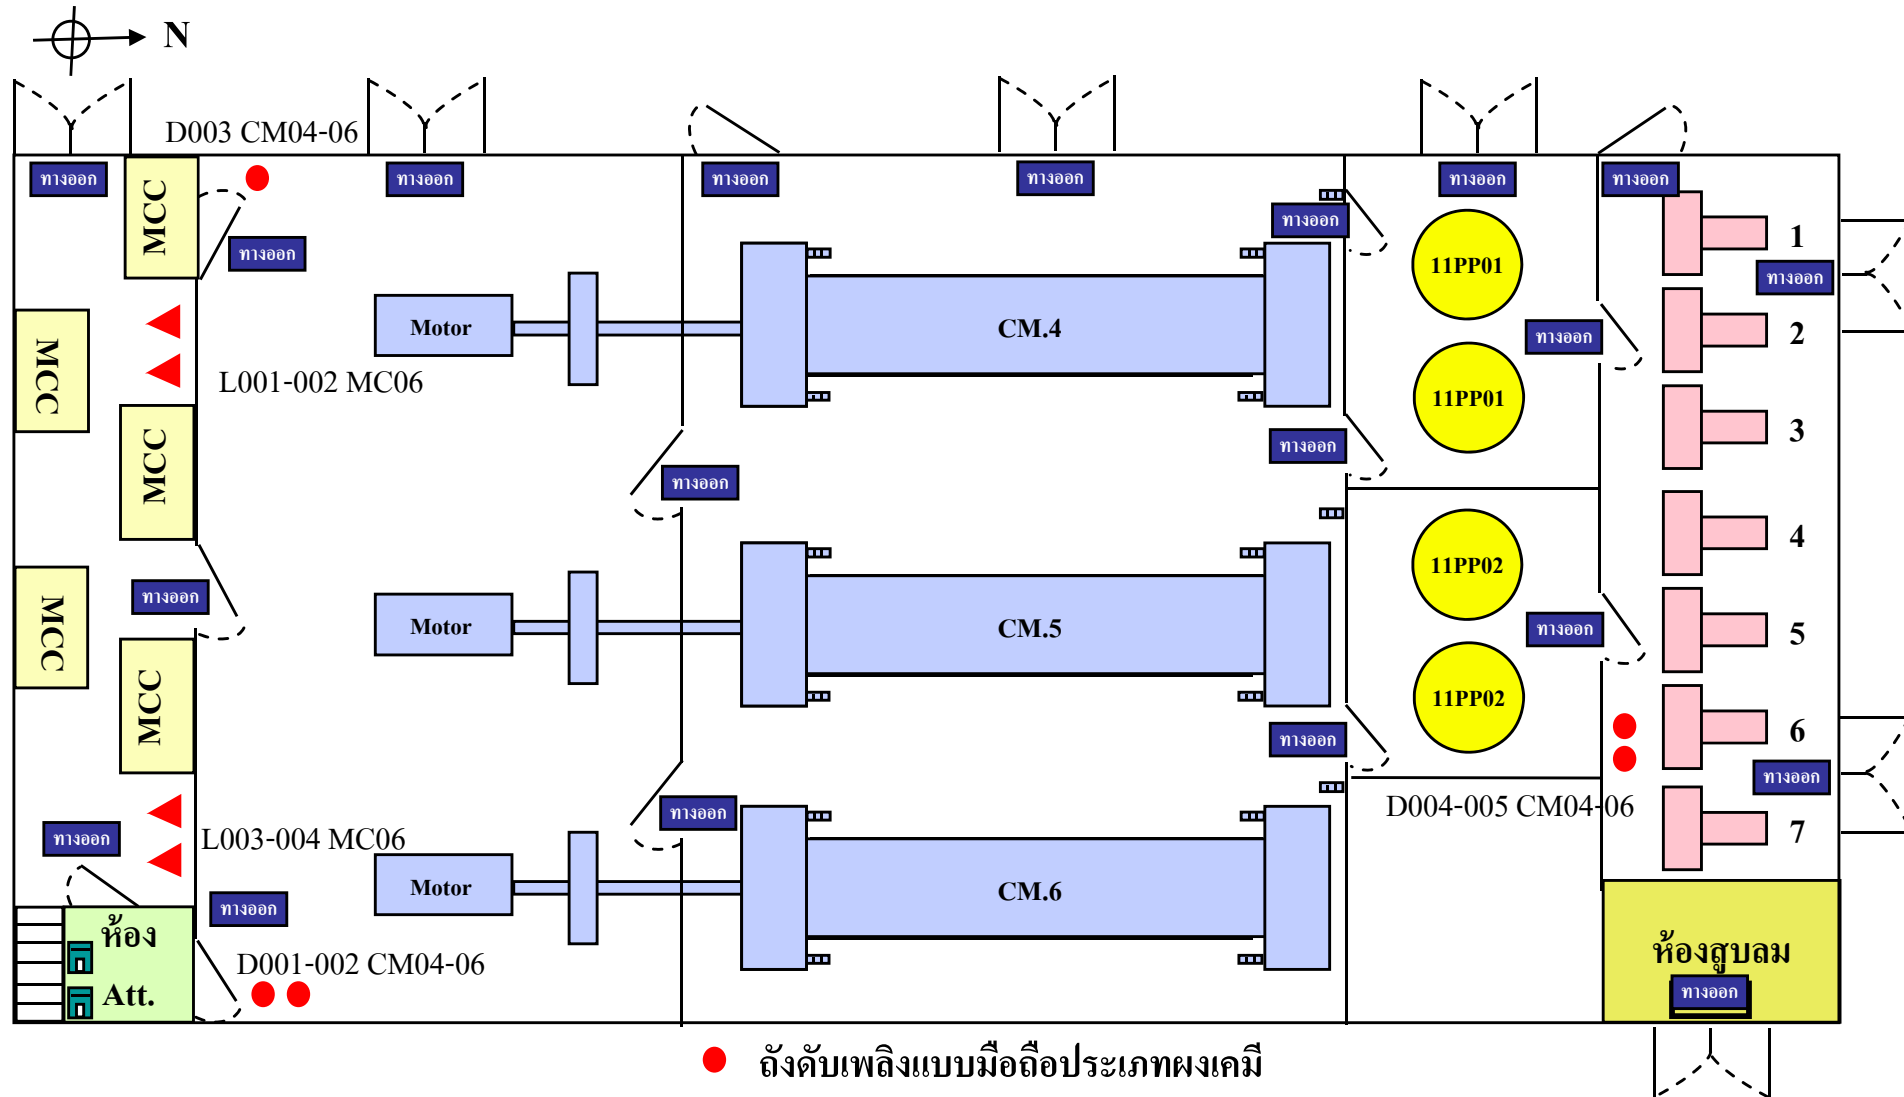 N
D003 CM04-06
ทางออก
ทางออก
ทางออก
ทางออก
ทางออก
ทางออก
MCC
ทางออก
ทางออก
11PP01
1
ทางออก
MCC
L001-002 MC06
Motor
CM.4
11PP01
ทางออก
2
MCC
3
ทางออก
ทางออก
4
MCC
ทางออก
Motor
CM.5
11PP02
ทางออก
5
MCC
11PP02
6
ทางออก
ทางออก
D004-005 CM04-06
ทางออก
L003-004 MC06
ทางออก
7
Motor
CM.6
ทางออก
ห้อง
Att.
D001-002 CM04-06
ห้องสูบลม
ทางออก
ถังดับเพลิงแบบมือถือประเภทผงเคมี